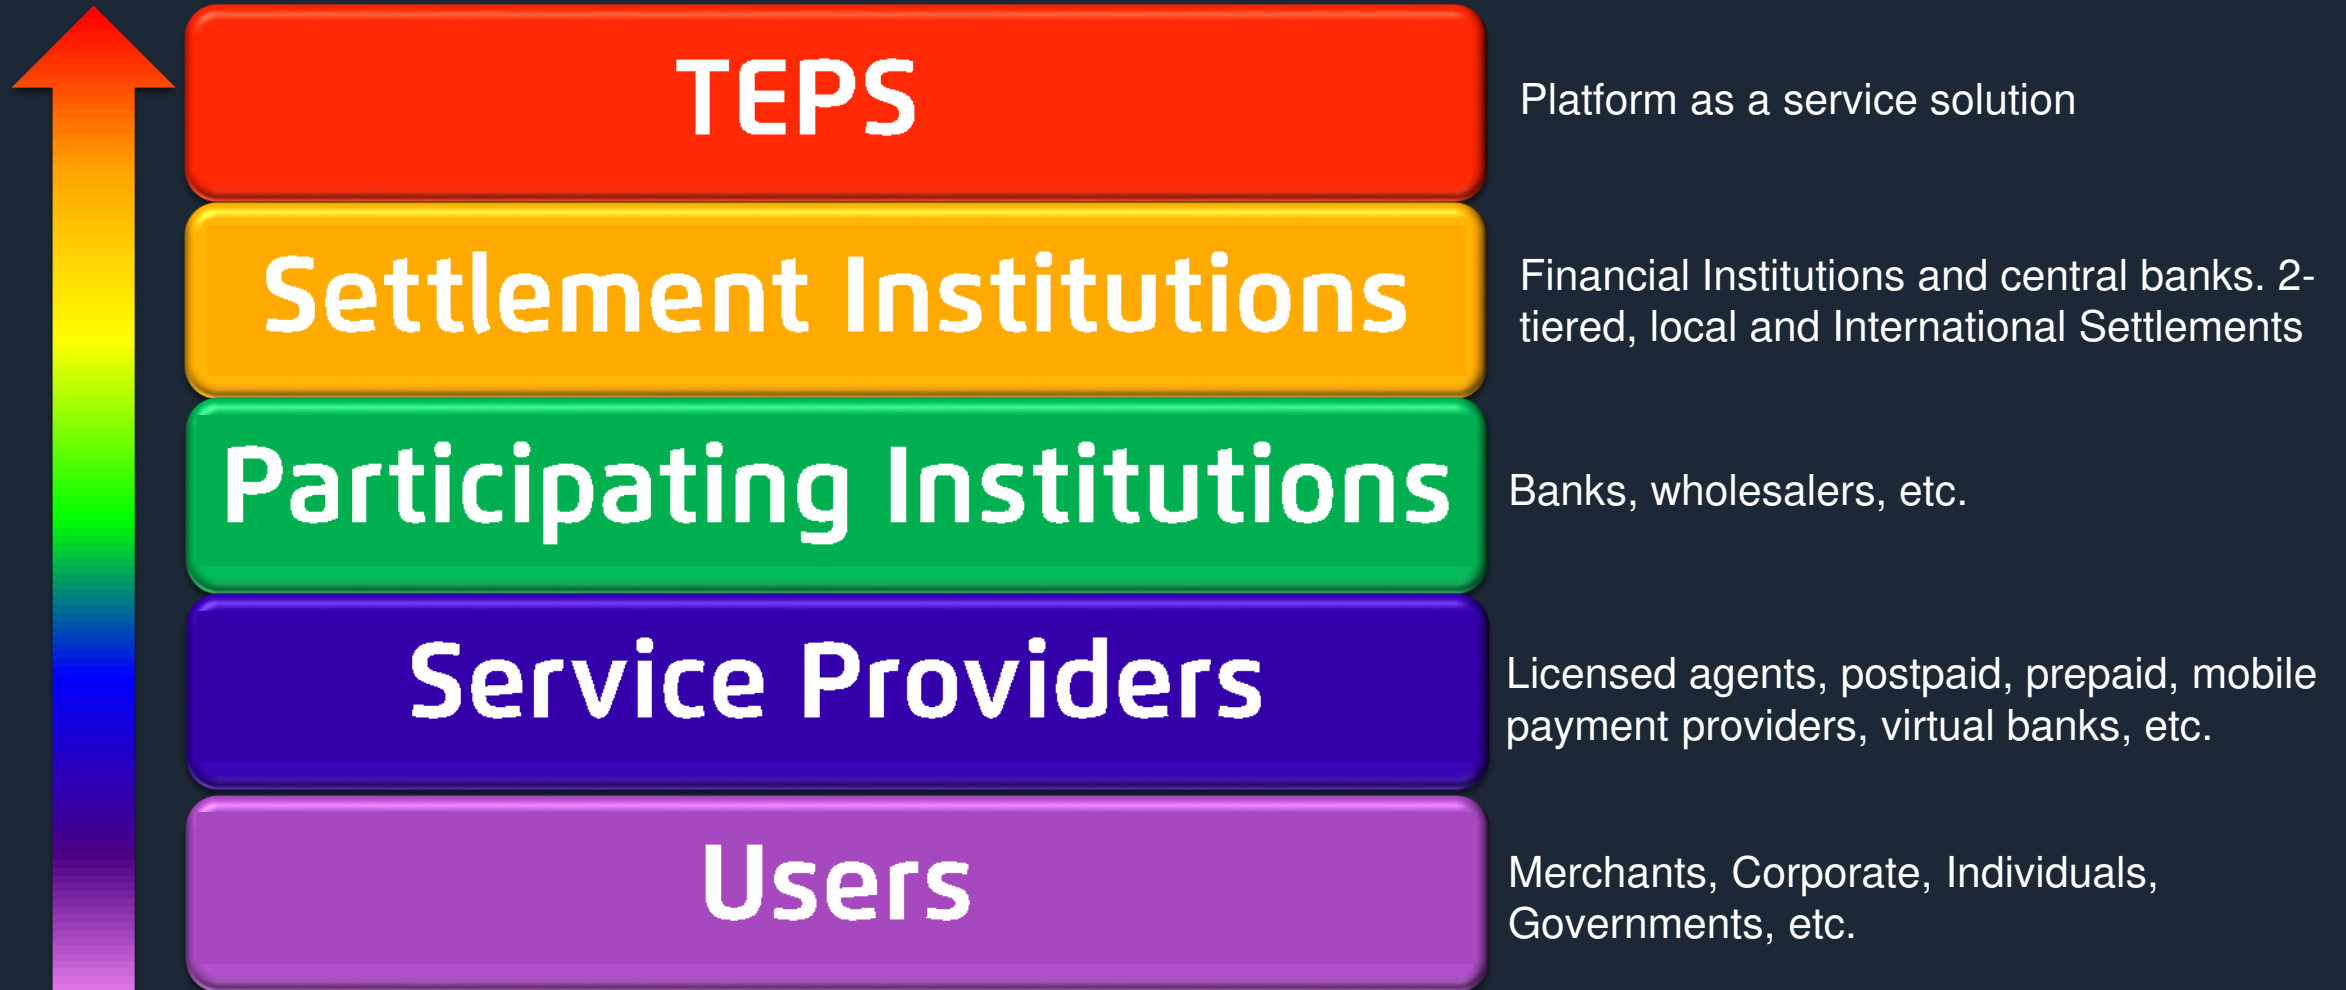 TEPS
Platform as a service solution
Settlement Institutions
Financial Institutions and central banks. 2-
tiered, local and International Settlements
Participating Institutions
Banks, wholesalers, etc.
Service Providers
Licensed agents, postpaid, prepaid, mobile
payment providers, virtual banks, etc.
Users
Merchants, Corporate, Individuals,
Governments, etc.